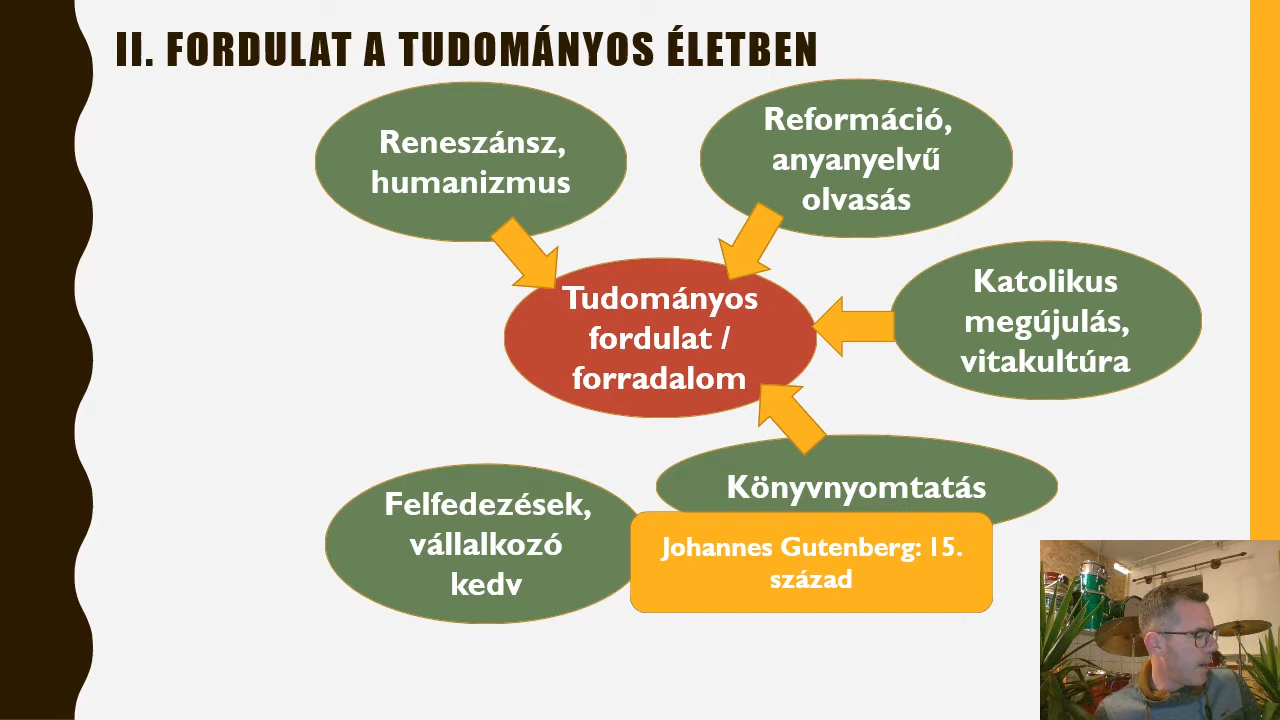 II. FORDULAT A TUDOMÁNYOS ÉLETBEN
Reneszánsz,
humanizmus
Reformáció,
anyanyelvű
olvasás
Katolikus
megújulás,
vitakultúra
Tudományos
fordulat /
forradalom
Könyvnyomtatás
Johannes Gutenberg: 15.
század
Felfedezések,
vállalkozó
kedv